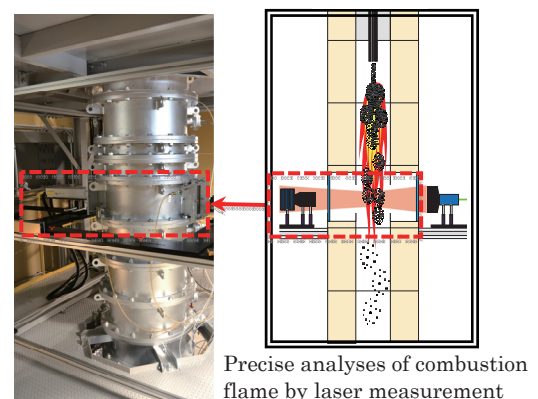 Precise analyses of combustion
flame by laser measurement